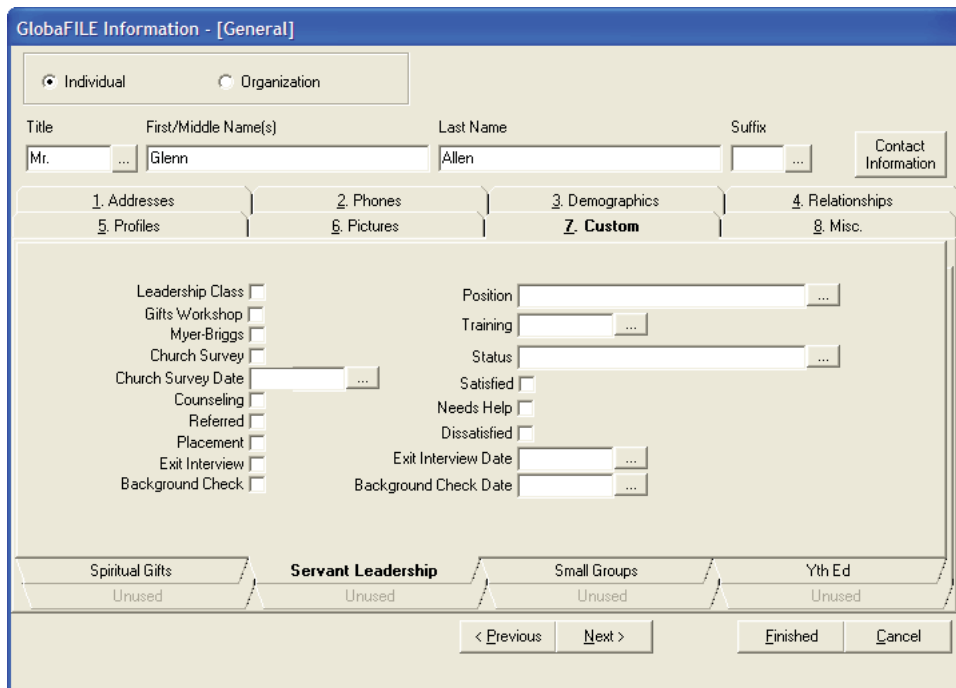 GlobaFILE Information - [General]
Individual Organization
Title First/Middle Name(s) Last Name Suffix
Mr. ... Glenn Allen ... Contact Information
1. Addresses 2. Phones 3. Demographics 4. Relationships
5. Profiles 6. Pictures 7. Custom 8. Misc.
Leadership Class
Gifts Workshop
Myer-Briggs
Church Survey
Church Survey Date ...
Counseling
Referred
Placement
Exit Interview
Background Check
Position ...
Training ...
Status ...
Satisfied
Needs Help
Dissatisfied
Exit Interview Date ...
Background Check Date ...
Spiritual Gifts Servant Leadership Small Groups Yth Ed
Unused Unused Unused Unused
< Previous Next > Finished Cancel